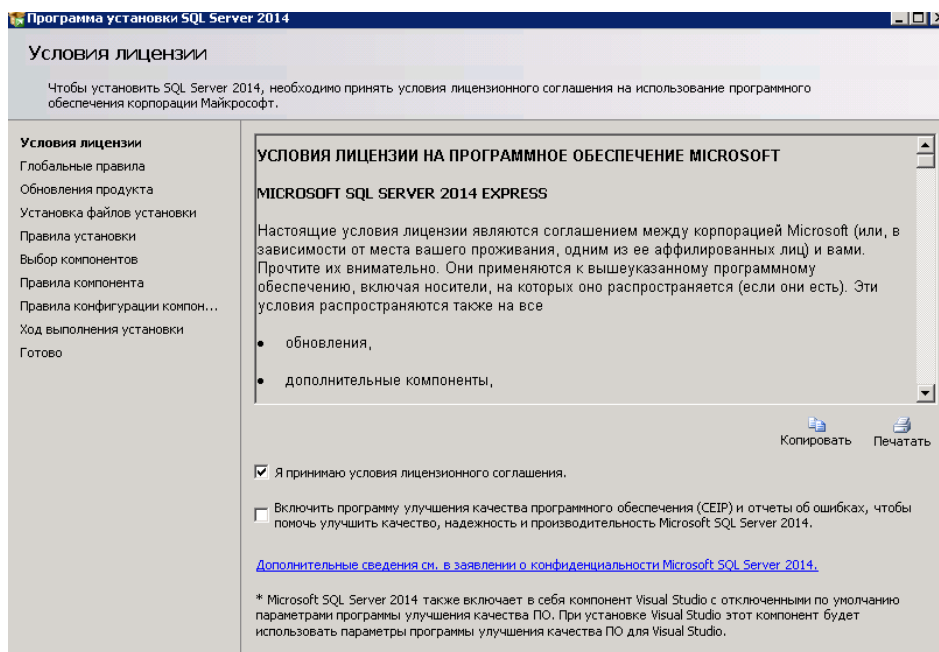 Программа установки SQL Server 2014
Условия лицензии
Чтобы установить SQL Server 2014, необходимо принять условия лицензионного соглашения на использование программного
обеспечения корпорации Майкрософт.
Условия лицензии
Глобальные правила
Обновления продукта
Установка файлов установки
Правила установки
Выбор компонентов
Правила компонента
Правила конфигурации компон...
Ход выполнения установки
Готово
УСЛОВИЯ ЛИЦЕНЗИИ НА ПРОГРАММНОЕ ОБЕСПЕЧЕНИЕ MICROSOFT
MICROSOFT SQL SERVER 2014 EXPRESS
Настоящие условия лицензии являются соглашением между корпорацией Microsoft (или, в
зависимости от места вашего проживания, одним из ее аффилированных лиц) и вами.
Прочтите их внимательно. Они применяются к вышеуказанному программному
обеспечению, включая носители, на которых оно распространяется (если они есть). Эти
условия распространяются также на все
• обновления,
• дополнительные компоненты,
Копировать Печатать
Я принимаю условия лицензионного соглашения.
Включить программу улучшения качества программного обеспечения (CEIP) и отчеты об ошибках, чтобы
помочь улучшить качество, надежность и производительность Microsoft SQL Server 2014.
Дополнительные сведения см. в заявлении о конфиденциальности Microsoft SQL Server 2014.
* Microsoft SQL Server 2014 также включает в себя компонент Visual Studio с отключенными по умолчанию
параметрами программы улучшения качества ПО. При установке Visual Studio этот компонент будет
использовать параметры программы улучшения качества ПО для Visual Studio.